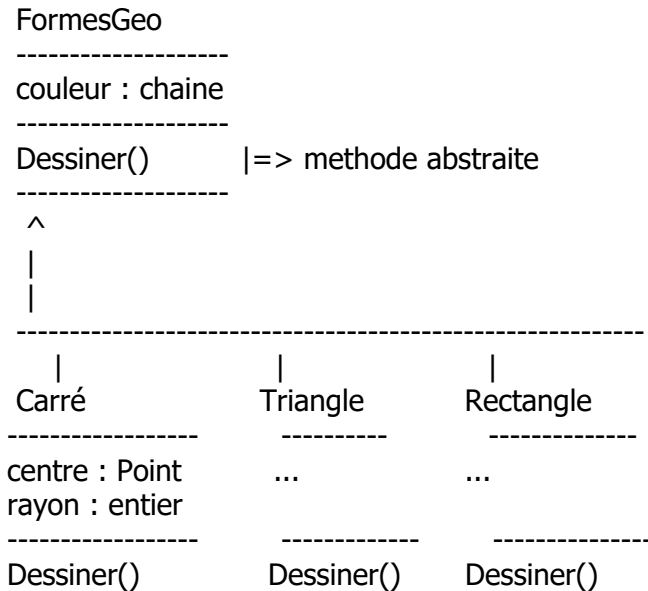 FormesGeo
--------------------
couleur : chaine
--------------------
Dessiner() |=> methode abstraite
--------------------
^
|
|
-----------------------------------------------------------
| | |
Carré Triangle Rectangle
------------------ ---------- --------------
centre : Point ... ...
rayon : entier
------------------ ------------- ---------------
Dessiner() Dessiner() Dessiner()